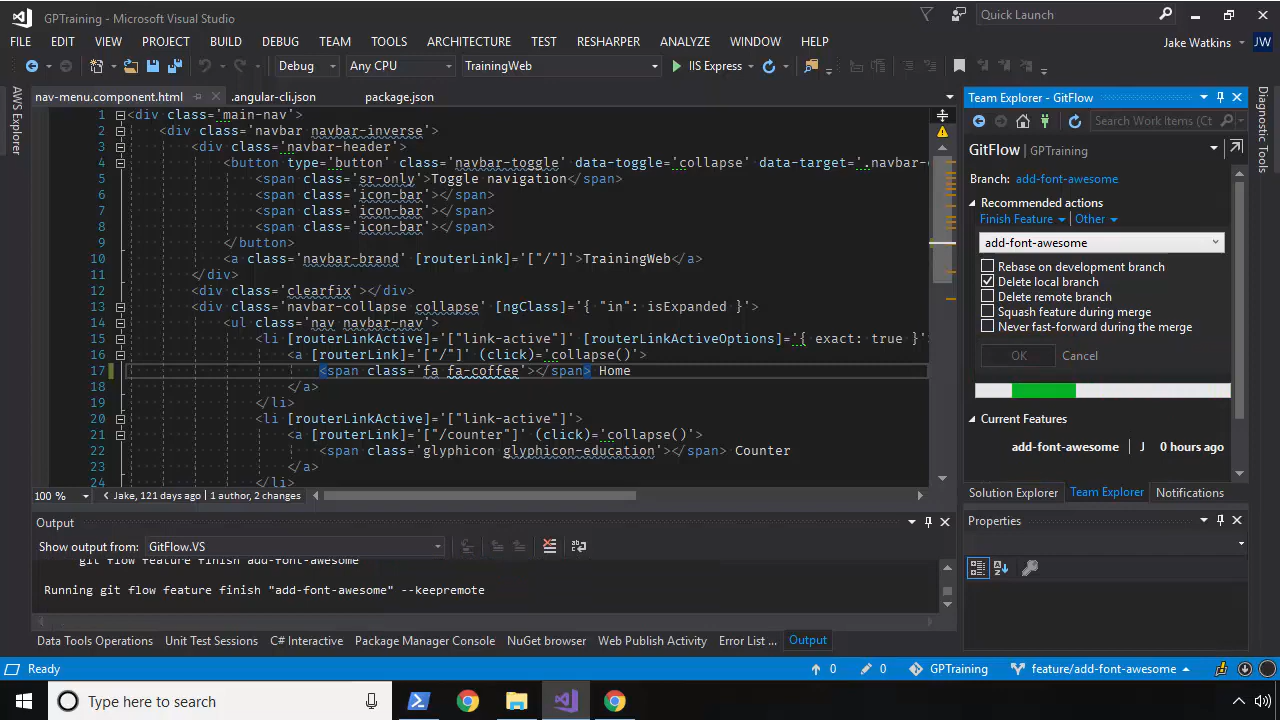 GPTraining - Microsoft Visual Studio
Quick Launch
FILE EDIT VIEW PROJECT BUILD DEBUG TEAM TOOLS ARCHITECTURE TEST RESHARPER ANALYZE WINDOW HELP
Jake Watkins JW
Debug Any CPU TrainingWeb IIS Express
AWS Explorer
nav-menu.component.html .angular-cli.json package.json
1 <div class='main-nav'>
2 <div class='navbar navbar-inverse'>
3 <div class='navbar-header'>
4 <button type='button' class='navbar-toggle' data-toggle='collapse' data-target='.navbar-c
5 <span class='sr-only'>Toggle navigation</span>
6 <span class='icon-bar'></span>
7 <span class='icon-bar'></span>
8 <span class='icon-bar'></span>
9 </button>
10 <a class='navbar-brand' [routerLink]='["/"]'>TrainingWeb</a>
11 </div>
12 <div class='clearfix'></div>
13 <div class='navbar-collapse collapse' [ngClass]='{ "in": isExpanded }'>
14 <ul class='nav navbar-nav'>
15 <li [routerLinkActive]='["link-active"]' [routerLinkActiveOptions]='{ exact: true }'
16 <a [routerLink]='["/"]' (click)='collapse()'>
17 <span class='fa fa-coffee'></span> Home
18 </a>
19 </li>
20 <li [routerLinkActive]='["link-active"]'>
21 <a [routerLink]='["/counter"]' (click)='collapse()'>
22 <span class='glyphicon glyphicon-education'></span> Counter
23 </a>
24 </li>
100 % Jake, 121 days ago | 1 author, 2 changes
Output
Show output from: GitFlow.VS
git flow feature finish add-font-awesome
Running git flow feature finish "add-font-awesome" --keepremote
Data Tools Operations Unit Test Sessions C# Interactive Package Manager Console NuGet browser Web Publish Activity Error List ... Output
Team Explorer - GitFlow
Search Work Items (Ct
GitFlow | GPTraining
Branch: add-font-awesome
Recommended actions
Finish Feature Other
add-font-awesome
Rebase on development branch
Delete local branch
Delete remote branch
Squash feature during merge
Never fast-forward during the merge
OK Cancel
Current Features
add-font-awesome J 0 hours ago
Solution Explorer Team Explorer Notifications
Properties
Diagnostic Tools
Ready 0 0 GPTraining feature/add-font-awesome
Type here to search